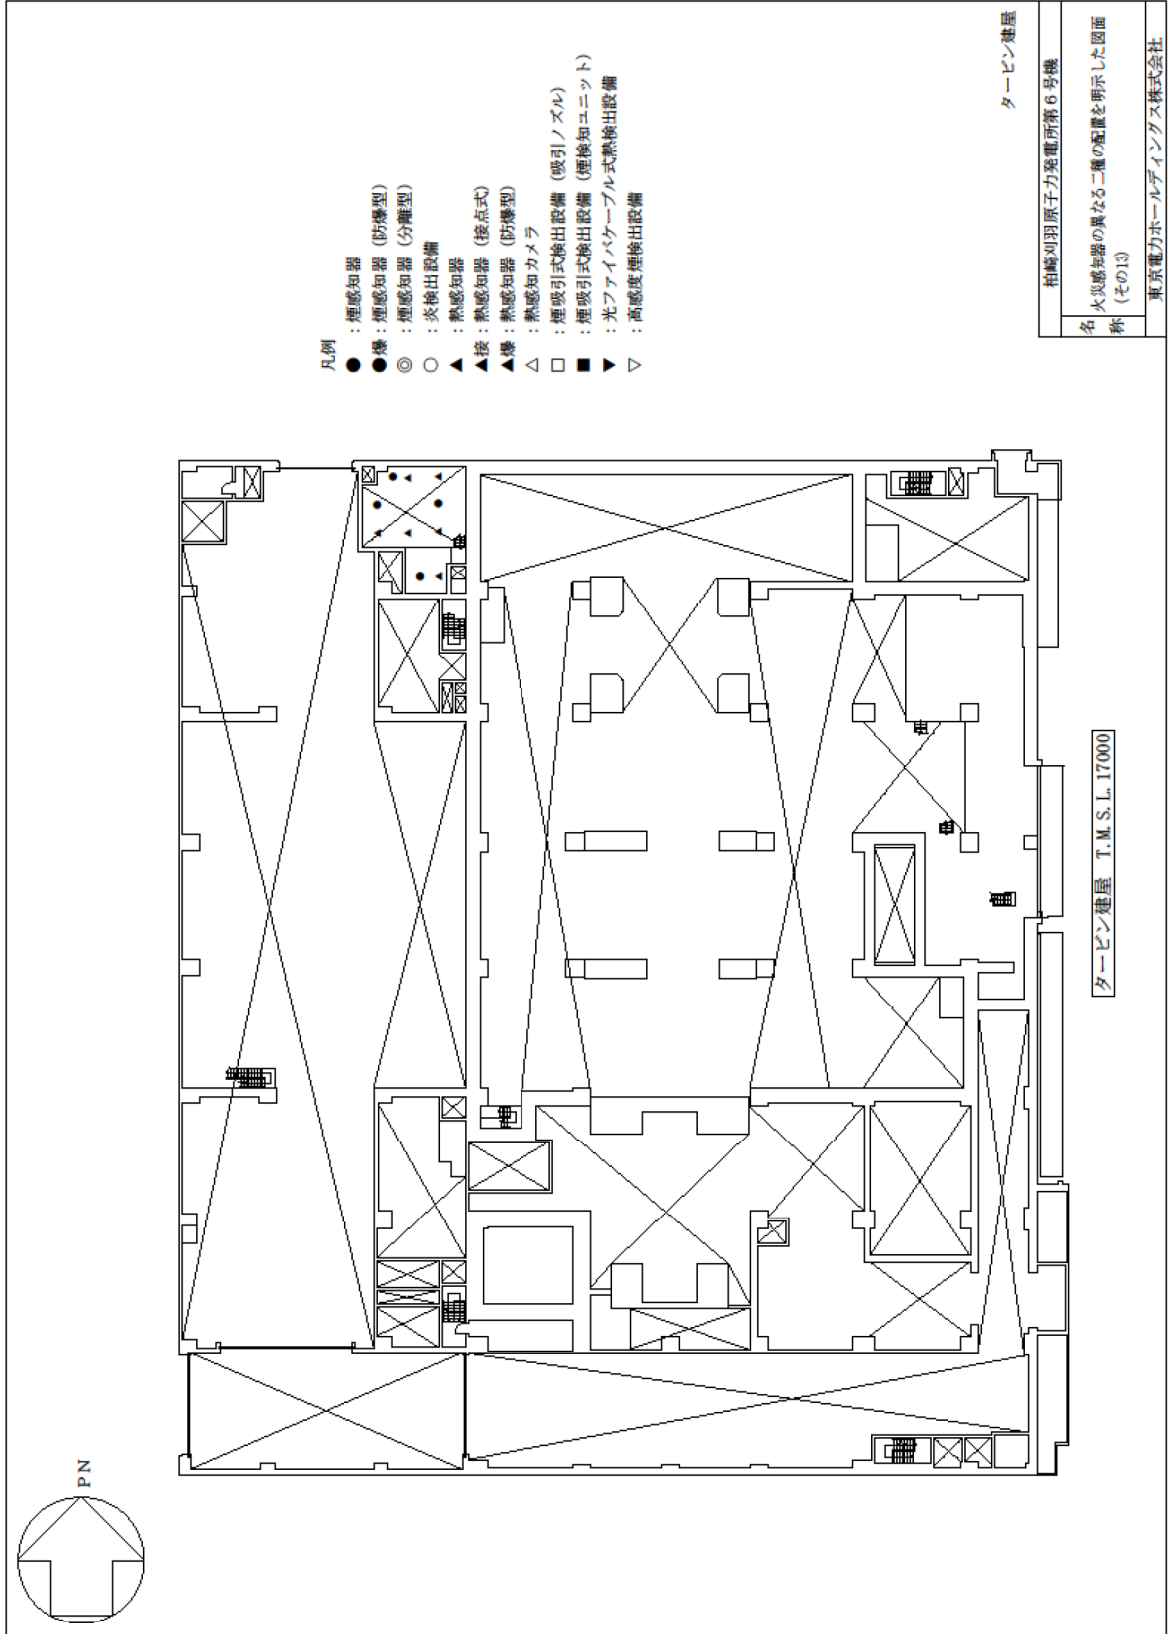 PN
凡例
● ：煙感知器
●爆：煙感知器 (防爆型)
◎ ：煙感知器 (分離型)
○ ：炎検出設備
▲ ：熱感知器
▲接：熱感知器 (接点式)
▲爆：熱感知器 (防爆型)
△ ：熱感知カメラ
□ ：煙吸引式検出設備 (吸引ノズル)
■ ：煙吸引式検出設備 (煙検知ユニット)
▼ ：光ファイバケーブル式熱検出設備
▽ ：高感度煙検出設備
タービン建屋 T.M.S.L.17000
タービン建屋
柏崎刈羽原子力発電所第6号機
名称
火災感知器の異なる二種の配置を明示した図面
(その13)
東京電力ホールディングス株式会社